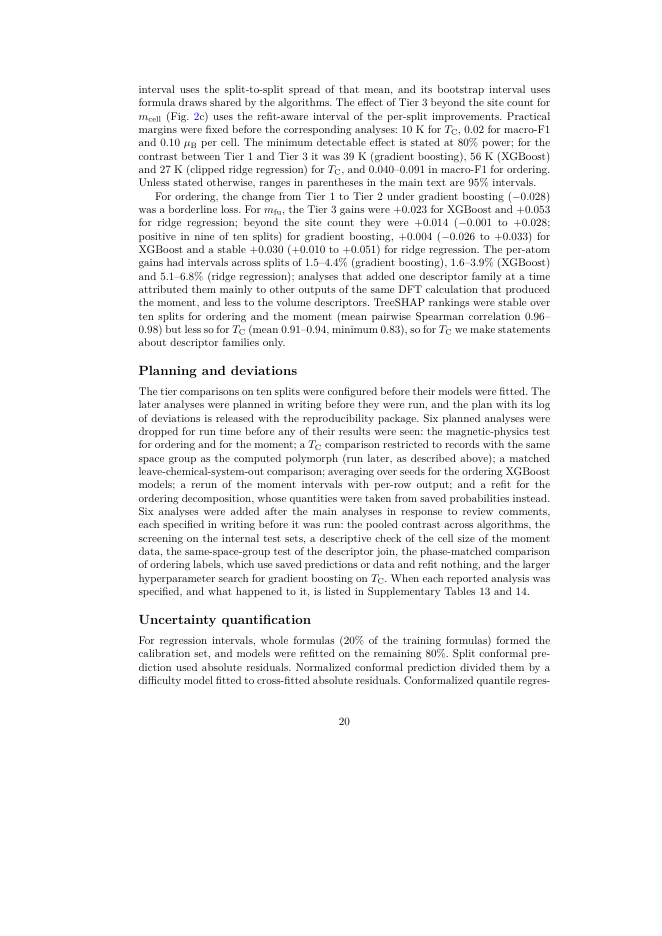 interval uses the split-to-split spread of that mean, and its bootstrap interval uses
formula draws shared by the algorithms. The effect of Tier 3 beyond the site count for
m_cell (Fig. 2c) uses the refit-aware interval of the per-split improvements. Practical
margins were fixed before the corresponding analyses: 10 K for T_C, 0.02 for macro-F1
and 0.10 μ_B per cell. The minimum detectable effect is stated at 80% power; for the
contrast between Tier 1 and Tier 3 it was 39 K (gradient boosting), 56 K (XGBoost)
and 27 K (clipped ridge regression) for T_C, and 0.040–0.091 in macro-F1 for ordering.
Unless stated otherwise, ranges in parentheses in the main text are 95% intervals.
For ordering, the change from Tier 1 to Tier 2 under gradient boosting (−0.028)
was a borderline loss. For m_fu, the Tier 3 gains were +0.023 for XGBoost and +0.053
for ridge regression; beyond the site count they were +0.014 (−0.001 to +0.028;
positive in nine of ten splits) for gradient boosting, +0.004 (−0.026 to +0.033) for
XGBoost and a stable +0.030 (+0.010 to +0.051) for ridge regression. The per-atom
gains had intervals across splits of 1.5–4.4% (gradient boosting), 1.6–3.9% (XGBoost)
and 5.1–6.8% (ridge regression); analyses that added one descriptor family at a time
attributed them mainly to other outputs of the same DFT calculation that produced
the moment, and less to the volume descriptors. TreeSHAP rankings were stable over
ten splits for ordering and the moment (mean pairwise Spearman correlation 0.96–
0.98) but less so for T_C (mean 0.91–0.94, minimum 0.83), so for T_C we make statements
about descriptor families only.
Planning and deviations
The tier comparisons on ten splits were configured before their models were fitted. The
later analyses were planned in writing before they were run, and the plan with its log
of deviations is released with the reproducibility package. Six planned analyses were
dropped for run time before any of their results were seen: the magnetic-physics test
for ordering and for the moment; a T_C comparison restricted to records with the same
space group as the computed polymorph (run later, as described above); a matched
leave-chemical-system-out comparison; averaging over seeds for the ordering XGBoost
models; a rerun of the moment intervals with per-row output; and a refit for the
ordering decomposition, whose quantities were taken from saved probabilities instead.
Six analyses were added after the main analyses in response to review comments,
each specified in writing before it was run: the pooled contrast across algorithms, the
screening on the internal test sets, a descriptive check of the cell size of the moment
data, the same-space-group test of the descriptor join, the phase-matched comparison
of ordering labels, which use saved predictions or data and refit nothing, and the larger
hyperparameter search for gradient boosting on T_C. When each reported analysis was
specified, and what happened to it, is listed in Supplementary Tables 13 and 14.
Uncertainty quantification
For regression intervals, whole formulas (20% of the training formulas) formed the
calibration set, and models were refitted on the remaining 80%. Split conformal pre-
diction used absolute residuals. Normalized conformal prediction divided them by a
difficulty model fitted to cross-fitted absolute residuals. Conformalized quantile regres-
20